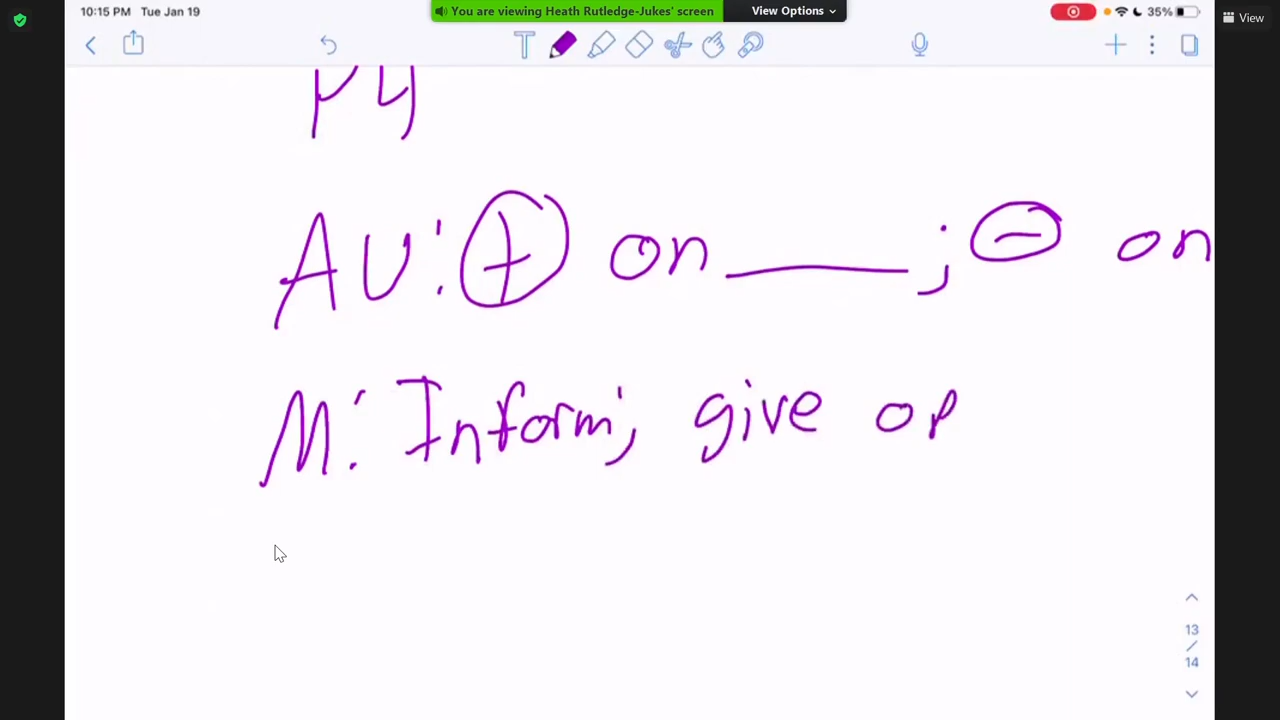 10:15 PM Tue Jan 19
You are viewing Heath Rutledge-Jukes' screen
View Options
35%
View
P4
AU: + on ____; - on
M: Inform; give op
13
/
14